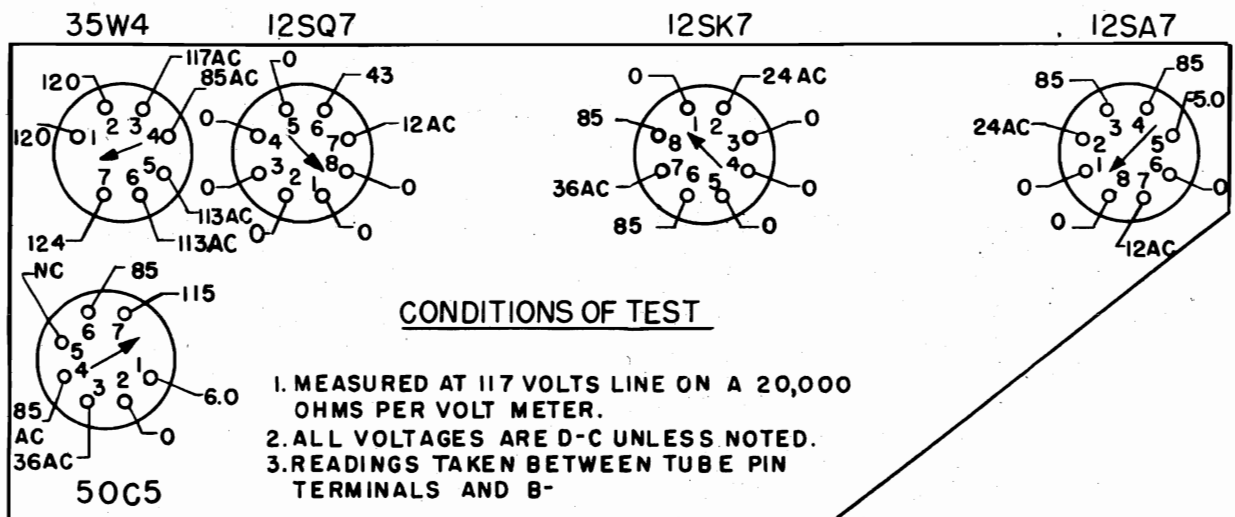 35W4 12SQ7 12SK7 12SA7
117AC
120 85AC
120 1 2 3 4
7 6 5
124 113AC 113AC
0 43
0 5 6 12AC
4 7
3 8
0 2 1 0
0 0
0 24AC
85 1 2 0
8 3
36AC 7 4 0
6 5
85 0
85 85
24AC 3 4 -5.0
2 5
0 1 6 0
8 7
0 12AC
NC 85
6 7 115
5
4 1
85 3 2 6.0
AC
36AC 0
50C5
CONDITIONS OF TEST
1. MEASURED AT 117 VOLTS LINE ON A 20,000
OHMS PER VOLT METER.
2. ALL VOLTAGES ARE D-C UNLESS NOTED.
3. READINGS TAKEN BETWEEN TUBE PIN
TERMINALS AND B-